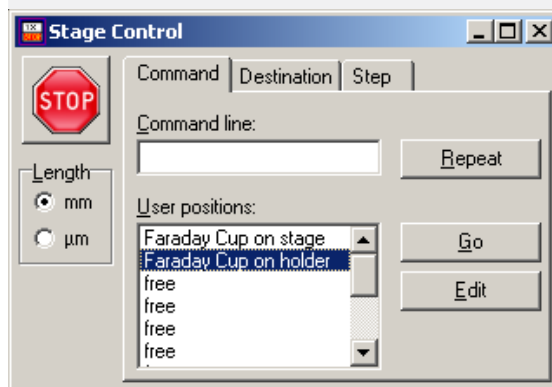 Stage Control
STOP
Command
Destination
Step
Command line:
Repeat
Length
mm
µm
User positions:
Faraday Cup on stage
Faraday Cup on holder
free
free
free
free
Go
Edit